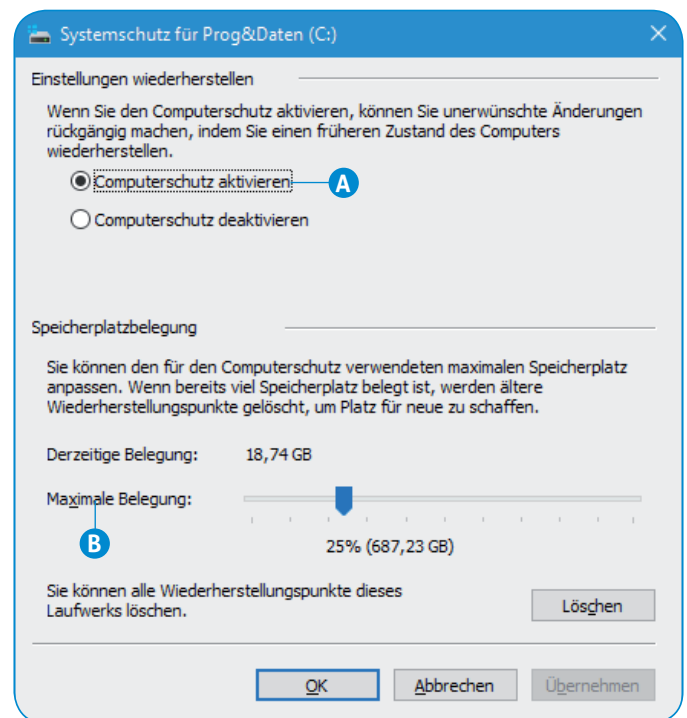 Systemschutz für Prog&Daten (C:)
Einstellungen wiederherstellen
Wenn Sie den Computerschutz aktivieren, können Sie unerwünschte Änderungen
rückgängig machen, indem Sie einen früheren Zustand des Computers
wiederherstellen.
Computerschutz aktivieren
A
Computerschutz deaktivieren
Speicherplatzbelegung
Sie können den für den Computerschutz verwendeten maximalen Speicherplatz
anpassen. Wenn bereits viel Speicherplatz belegt ist, werden ältere
Wiederherstellungspunkte gelöscht, um Platz für neue zu schaffen.
Derzeitige Belegung: 18,74 GB
Maximale Belegung:
B
25% (687,23 GB)
Sie können alle Wiederherstellungspunkte dieses
Laufwerks löschen.
Löschen
OK Abbrechen Übernehmen